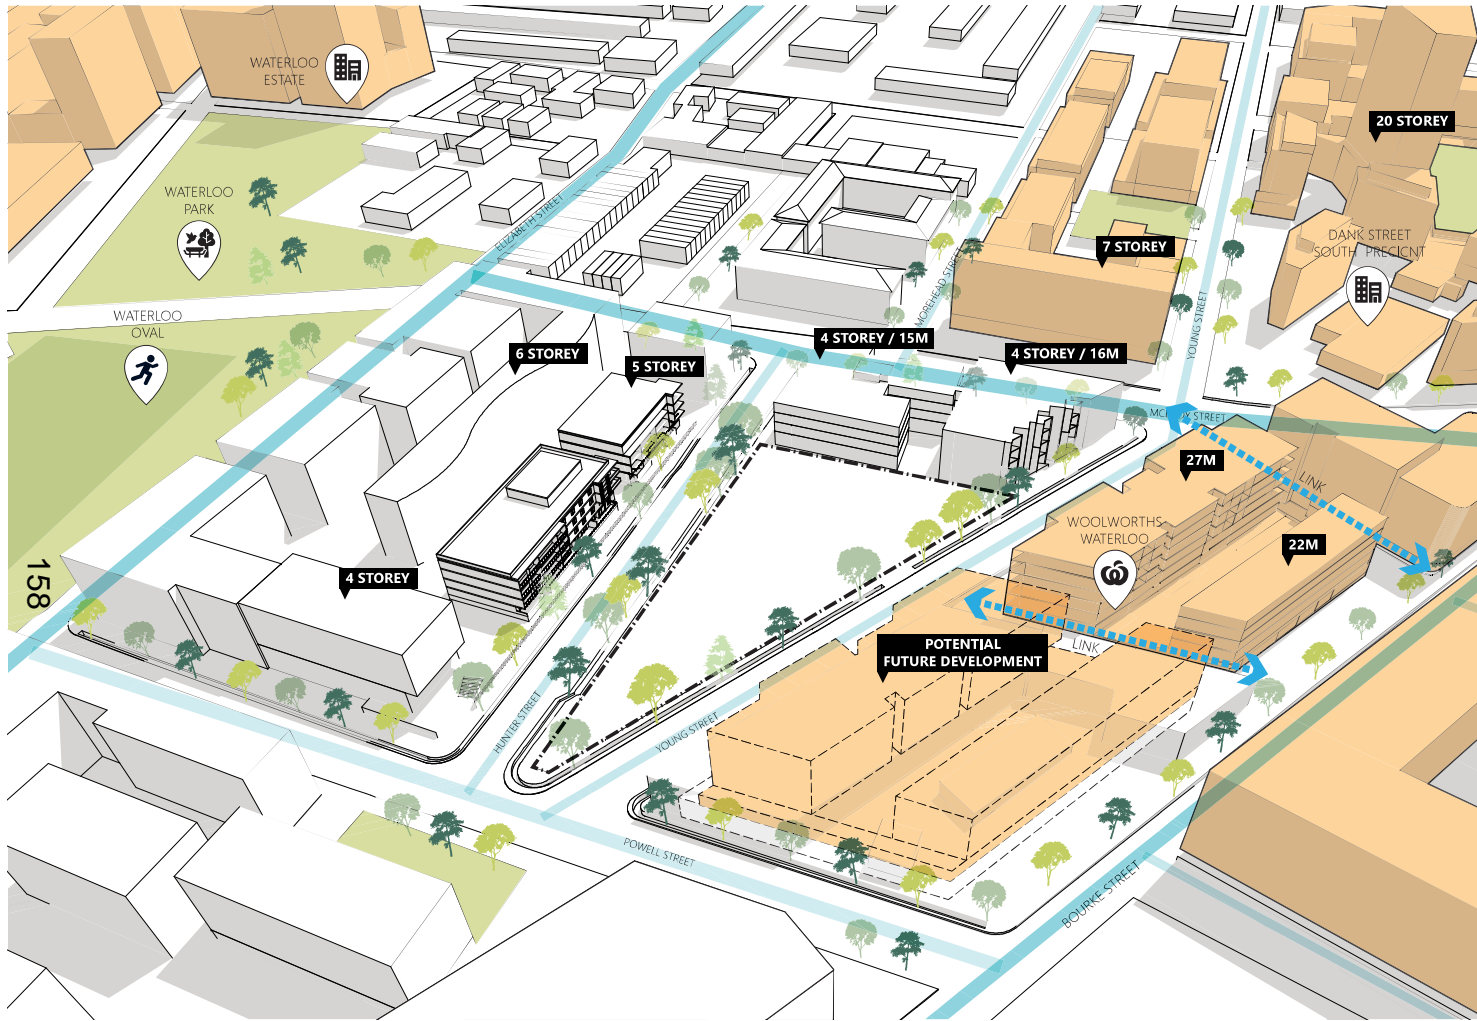 WATERLOO
ESTATE
20 STOREY
WATERLOO
PARK
ELIZABETH STREET
DANK STREET
SOUTH PRECICNT
7 STOREY
MOREHEAD STREET
YOUNG STREET
WATERLOO
OVAL
6 STOREY
5 STOREY
4 STOREY / 15M
4 STOREY / 16M
STREET
27M
LINK
WOOLWORTHS
WATERLOO
22M
158
4 STOREY
POTENTIAL
FUTURE DEVELOPMENT
LINK
HUNTER STREET
YOUNG STREET
POWELL STREET
BOURKE STREET